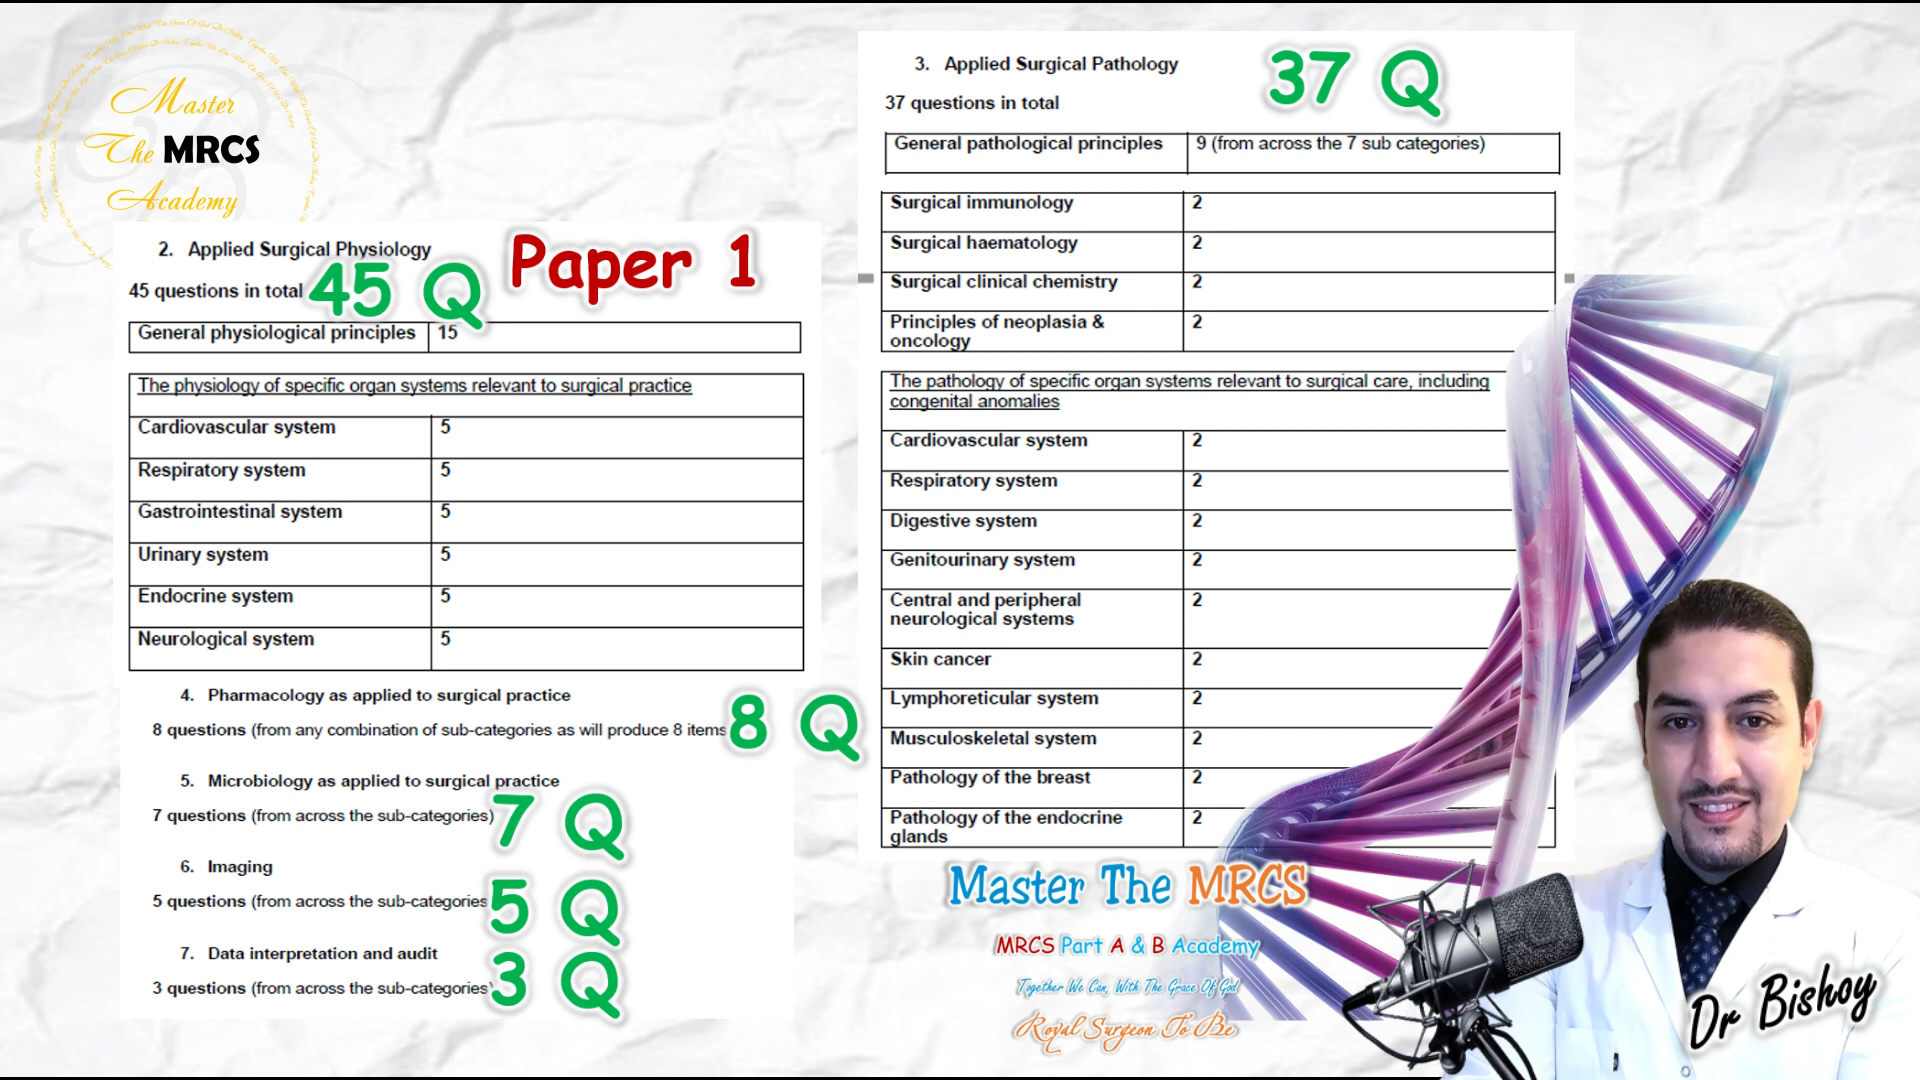 Master
The MRCS
Academy
2. Applied Surgical Physiology
Paper 1
45 questions in total
45 Q
General physiological principles 15
The physiology of specific organ systems relevant to surgical practice
Cardiovascular system 5
Respiratory system 5
Gastrointestinal system 5
Urinary system 5
Endocrine system 5
Neurological system 5
4. Pharmacology as applied to surgical practice
8 questions (from any combination of sub-categories as will produce 8 items
8 Q
5. Microbiology as applied to surgical practice
7 questions (from across the sub-categories)
7 Q
6. Imaging
5 questions (from across the sub-categories
5 Q
7. Data interpretation and audit
3 questions (from across the sub-categories)
3 Q
3. Applied Surgical Pathology
37 Q
37 questions in total
General pathological principles 9 (from across the 7 sub categories)
Surgical immunology 2
Surgical haematology 2
Surgical clinical chemistry 2
Principles of neoplasia &
oncology 2
The pathology of specific organ systems relevant to surgical care, including
congenital anomalies
Cardiovascular system 2
Respiratory system 2
Digestive system 2
Genitourinary system 2
Central and peripheral
neurological systems 2
Skin cancer 2
Lymphoreticular system 2
Musculoskeletal system 2
Pathology of the breast 2
Pathology of the endocrine
glands 2
Master The MRCS
MRCS Part A & B Academy
Together We Can, With The Grace Of God
Royal Surgeon To Be
Dr Bishoy